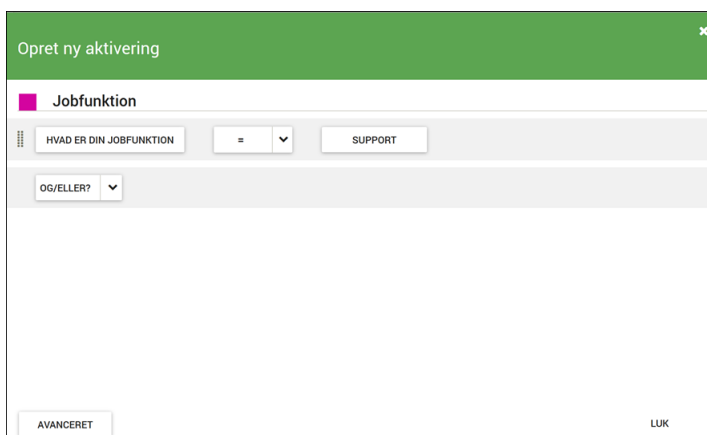 Opret ny aktivering
Jobfunktion
HVAD ER DIN JOBFUNKTION = SUPPORT
OG/ELLER?
AVANCERET LUK